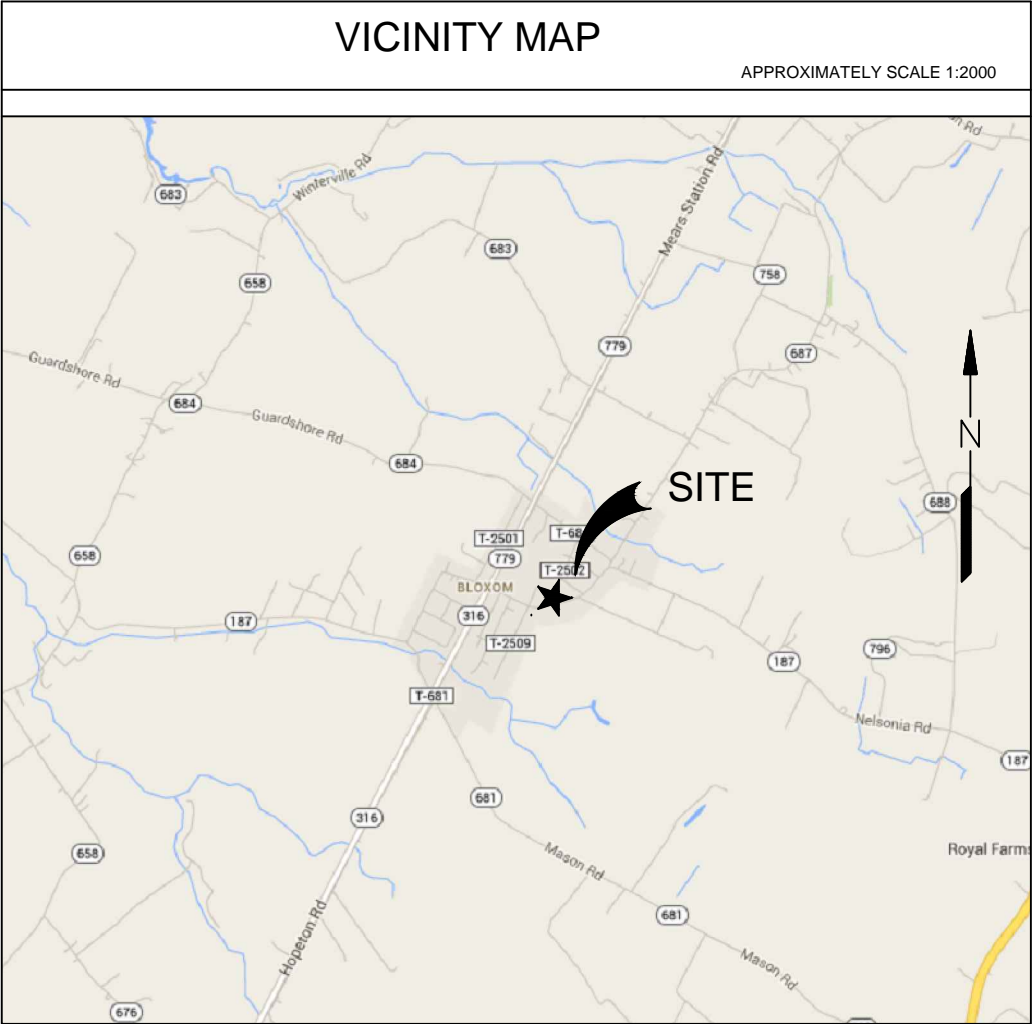 VICINITY MAP
APPROXIMATELY SCALE 1:2000
Rd
Winterville Rd
683
Mears Station Rd
683
758
658
779
687
Guardshore Rd
684
Guardshore Rd
N
684
SITE
688
T-2501
T-68
658
779
T-2502
BLOXOM
316
187
T-2509
796
187
T-681
Nelsonia Rd
187
681
316
658
Mason Rd
Royal Farms
681
Hopeton Rd
Mason Rd
676